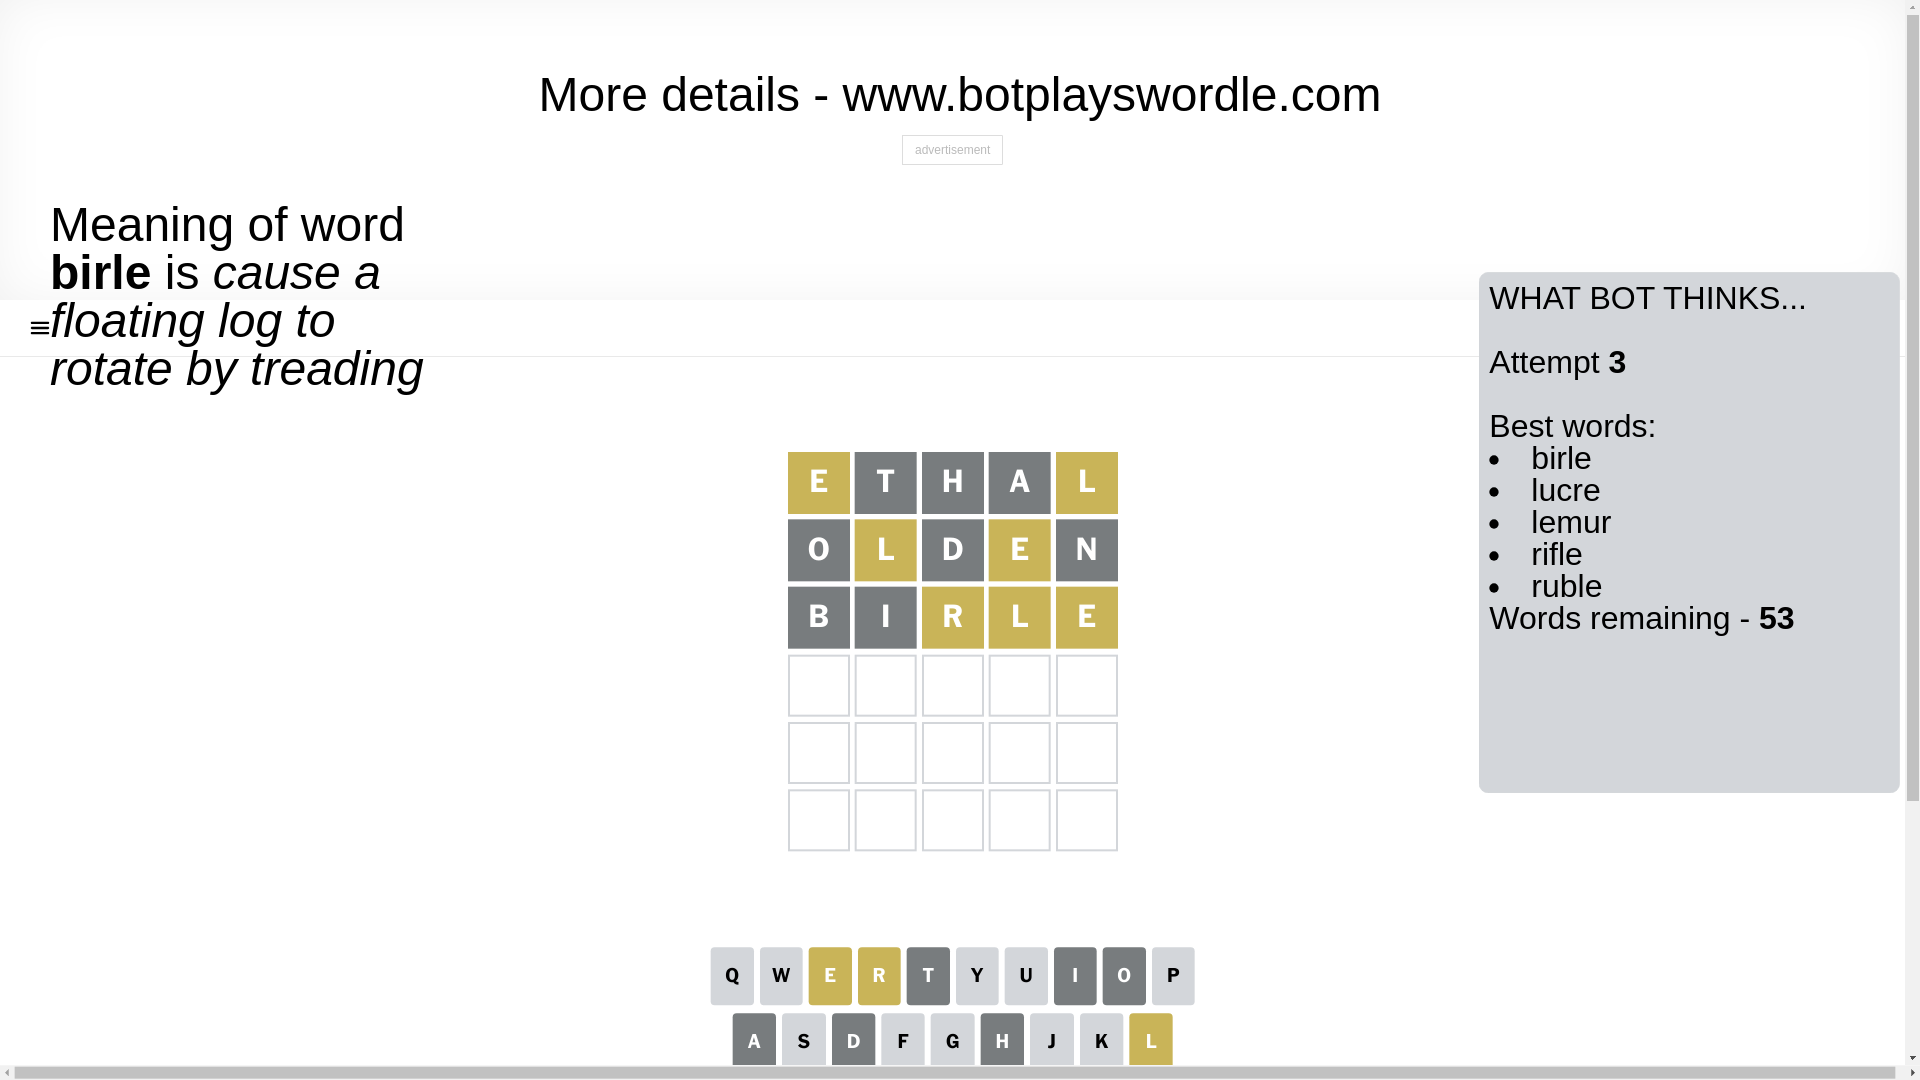 More details - www.botplayswordle.com
advertisement
Meaning of word
birle is cause a
floating log to
rotate by treading
WHAT BOT THINKS...
Attempt 3
Best words:
• birle
• lucre
• lemur
• rifle
• ruble
Words remaining - 53
E T H A L
O L D E N
B I R L E
Q W E R T Y U I O P
A S D F G H J K L